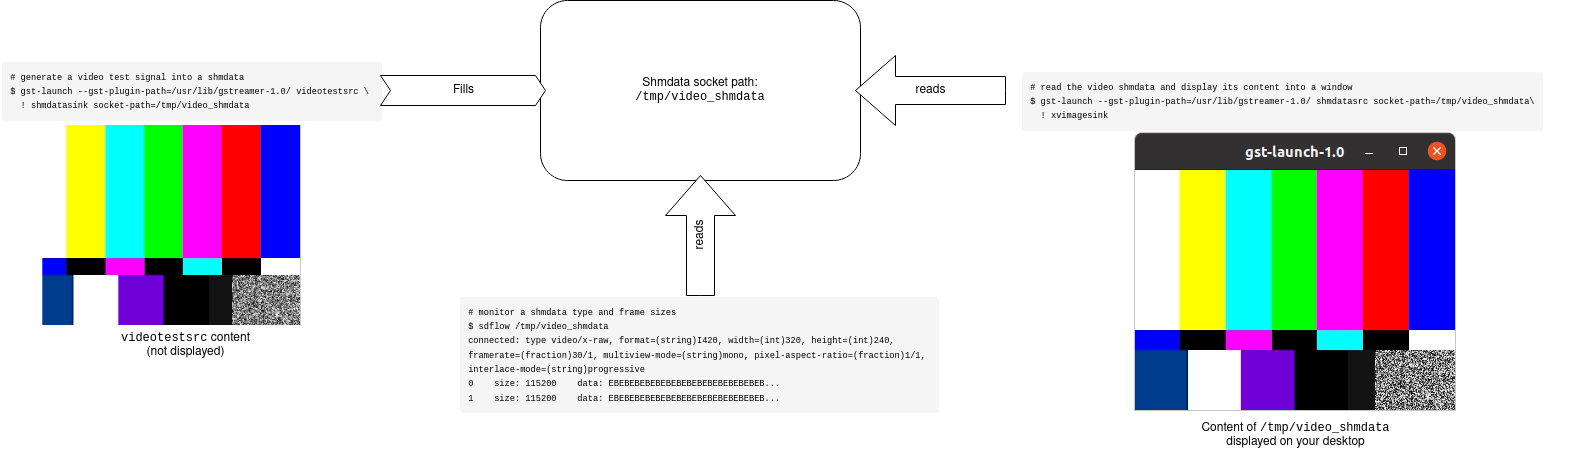 # generate a video test signal into a shmdata
$ gst-launch --gst-plugin-path=/usr/lib/gstreamer-1.0/ videotestsrc \
! shmdatasink socket-path=/tmp/video_shmdata
videotestsrc content
(not displayed)
Fills
Shmdata socket path:
/tmp/video_shmdata
reads
reads
# monitor a shmdata type and frame sizes
$ sdflow /tmp/video_shmdata
connected: type video/x-raw, format=(string)I420, width=(int)320, height=(int)240,
framerate=(fraction)30/1, multiview-mode=(string)mono, pixel-aspect-ratio=(fraction)1/1,
interlace-mode=(string)progressive
0    size: 115200    data: EBEBEBEBEBEBEBEBEBEBEBEBEBEBEB...
1    size: 115200    data: EBEBEBEBEBEBEBEBEBEBEBEBEBEBEB...
# read the video shmdata and display its content into a window
$ gst-launch --gst-plugin-path=/usr/lib/gstreamer-1.0/ shmdatasrc socket-path=/tmp/video_shmdata\
! xvimagesink
gst-launch-1.0
Content of /tmp/video_shmdata
displayed on your desktop